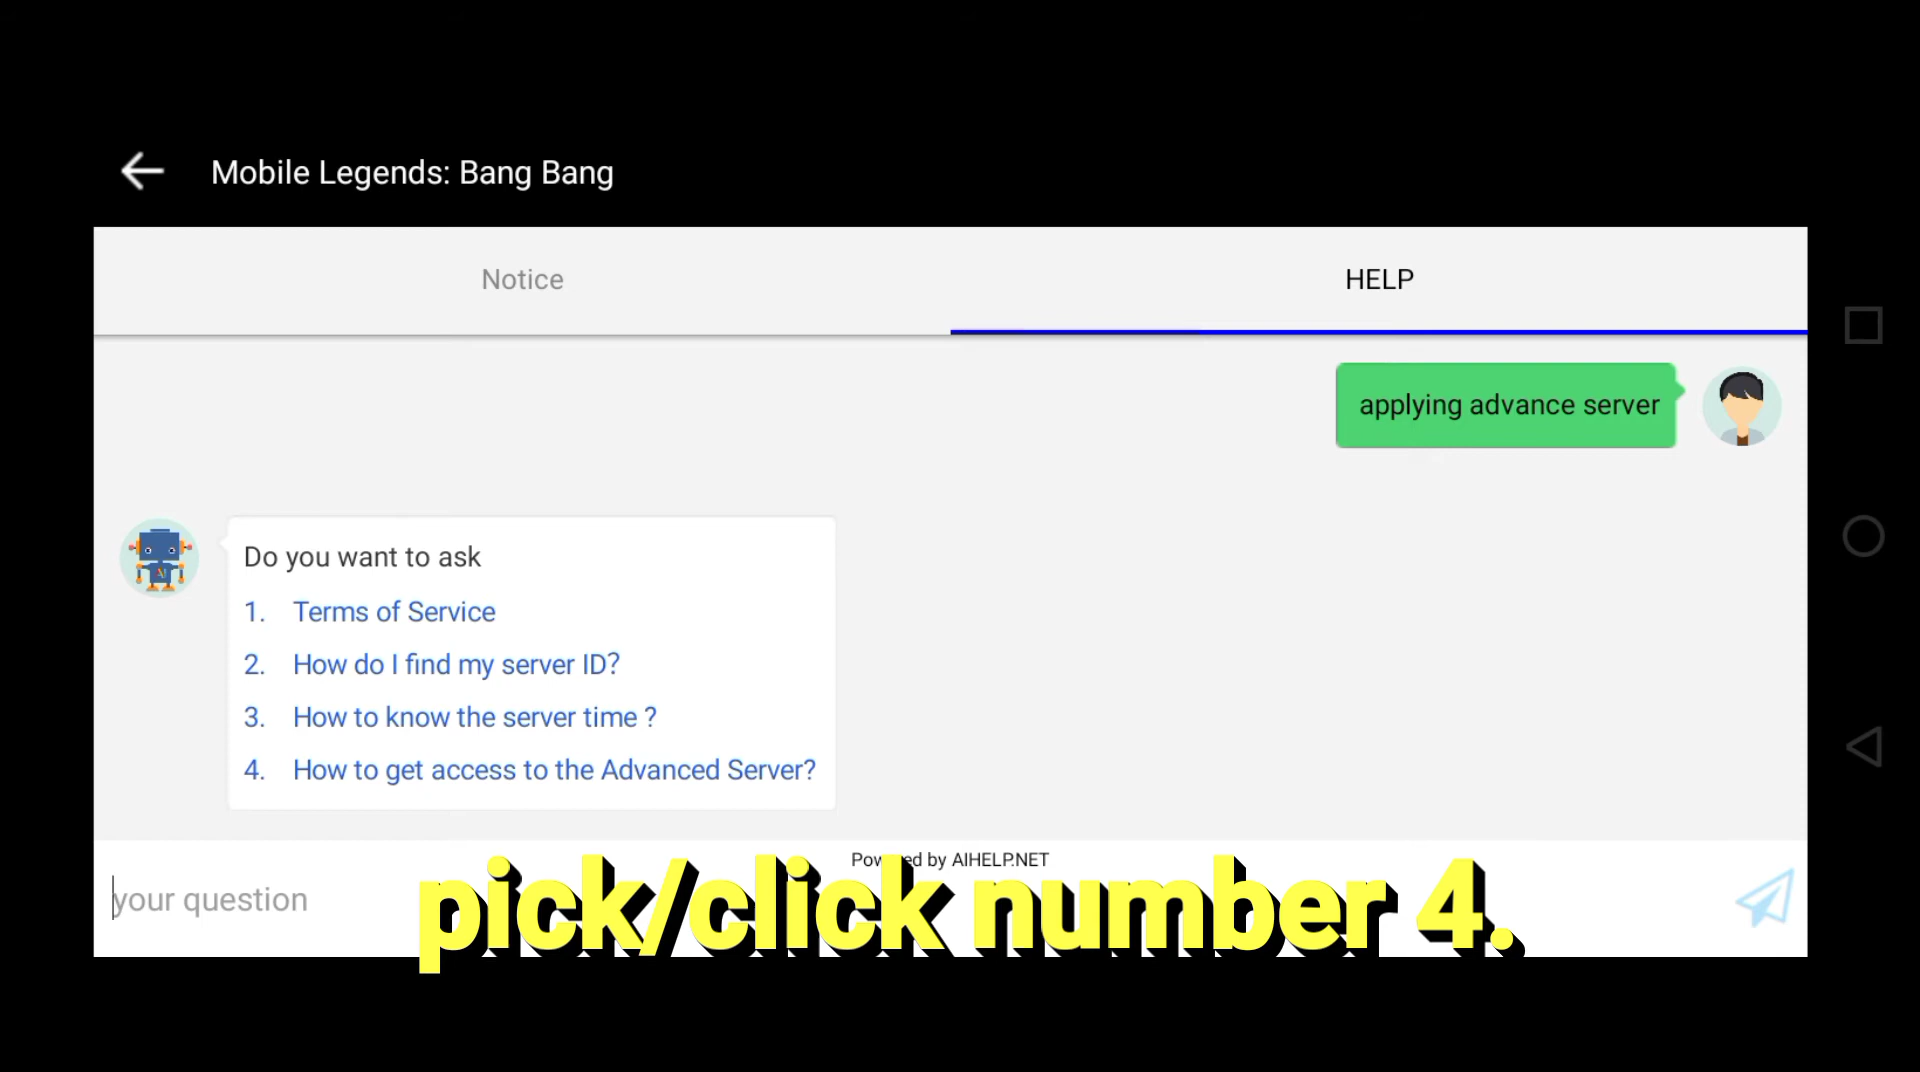 Mobile Legends: Bang Bang
Notice
HELP
applying advance server
Do you want to ask
1. Terms of Service
2. How do I find my server ID?
3. How to know the server time ?
4. How to get access to the Advanced Server?
Powered by AIHELP.NET
your question
pick/click number 4.